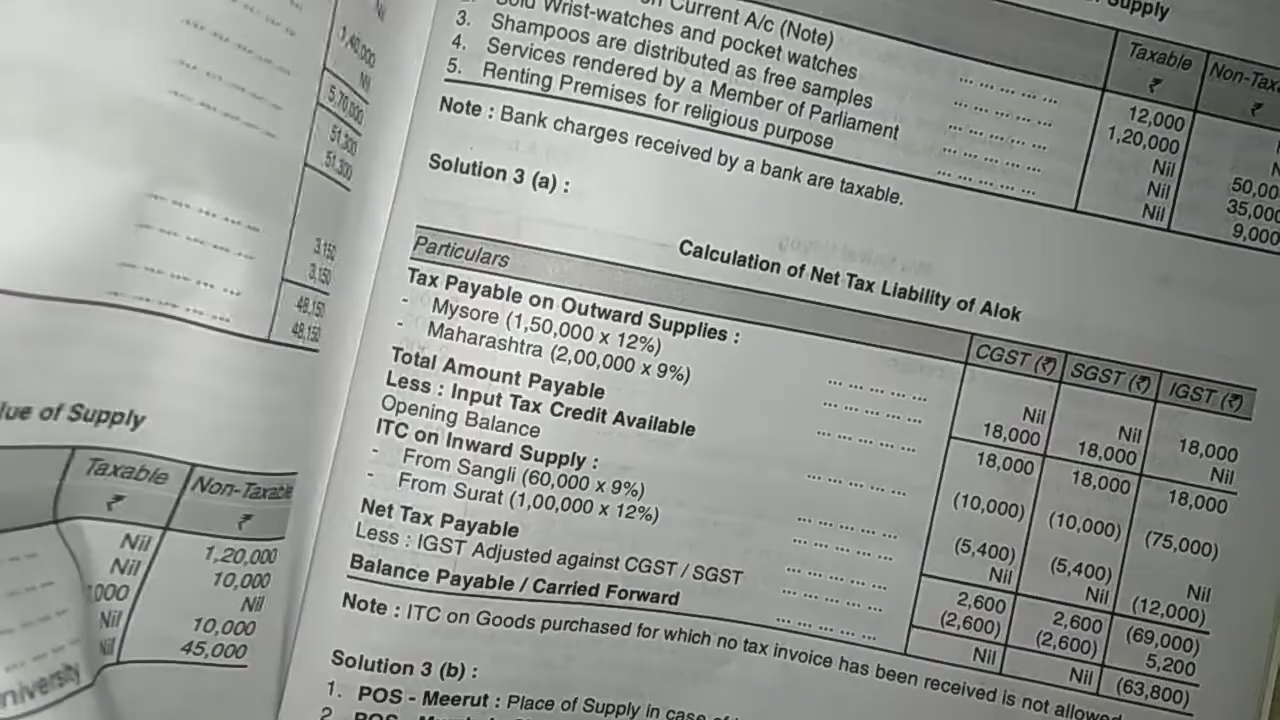 Nil
1,40,000
Nil
5,70,000
51,300
51,300
3,150
3,150
48,150
48,150
lue of Supply
Taxable Non-Taxable
₹ ₹
Nil 1,20,000
Nil 10,000
000 Nil
Nil 10,000
Nil 45,000
niversity
upply
Taxable Non-Tax
₹ ₹
Current A/c (Note) 12,000
Wrist-watches and pocket watches 1,20,000
3. Shampoos are distributed as free samples Nil 50,00
4. Services rendered by a Member of Parliament Nil 35,000
5. Renting Premises for religious purpose Nil 9,000
Note : Bank charges received by a bank are taxable.
Solution 3 (a) :
Calculation of Net Tax Liability of Alok
Particulars CGST (₹) SGST (₹) IGST (₹)
Tax Payable on Outward Supplies :
- Mysore (1,50,000 x 12%) Nil Nil 18,000
- Maharashtra (2,00,000 x 9%) 18,000 18,000 Nil
Total Amount Payable 18,000 18,000 18,000
Less : Input Tax Credit Available
Opening Balance (10,000) (10,000) (75,000)
ITC on Inward Supply :
- From Sangli (60,000 x 9%) (5,400) (5,400) Nil
- From Surat (1,00,000 x 12%) Nil Nil (12,000)
Net Tax Payable 2,600 2,600 (69,000)
Less : IGST Adjusted against CGST / SGST (2,600) (2,600) 5,200
Balance Payable / Carried Forward Nil Nil (63,800)
Note : ITC on Goods purchased for which no tax invoice has been received is not allowed
Solution 3 (b) :
1. POS - Meerut : Place of Supply in case of
2. POS -